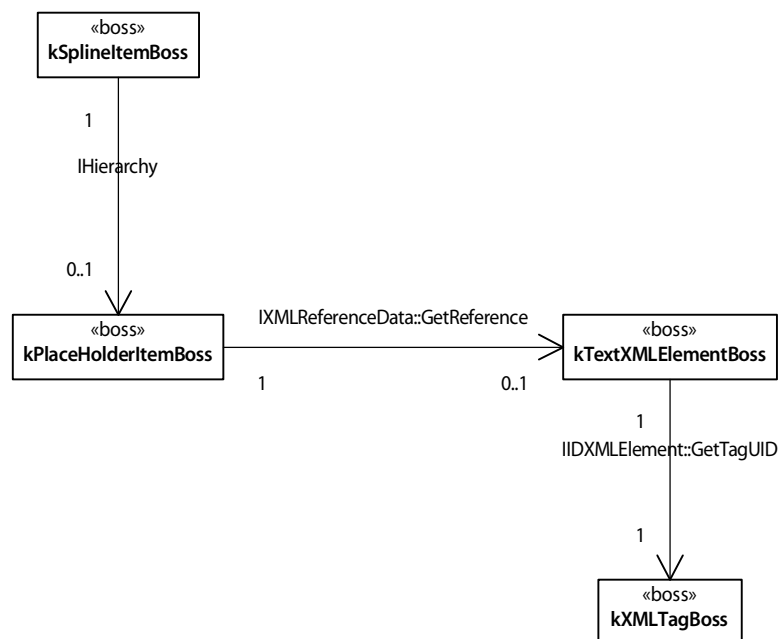 «boss»
kSplineItemBoss
1
IHierarchy
0..1
«boss»
kPlaceHolderItemBoss
IXMLReferenceData::GetReference
1
0..1
«boss»
kTextXMLElementBoss
1
IIDXMLElement::GetTagUID
1
«boss»
kXMLTagBoss